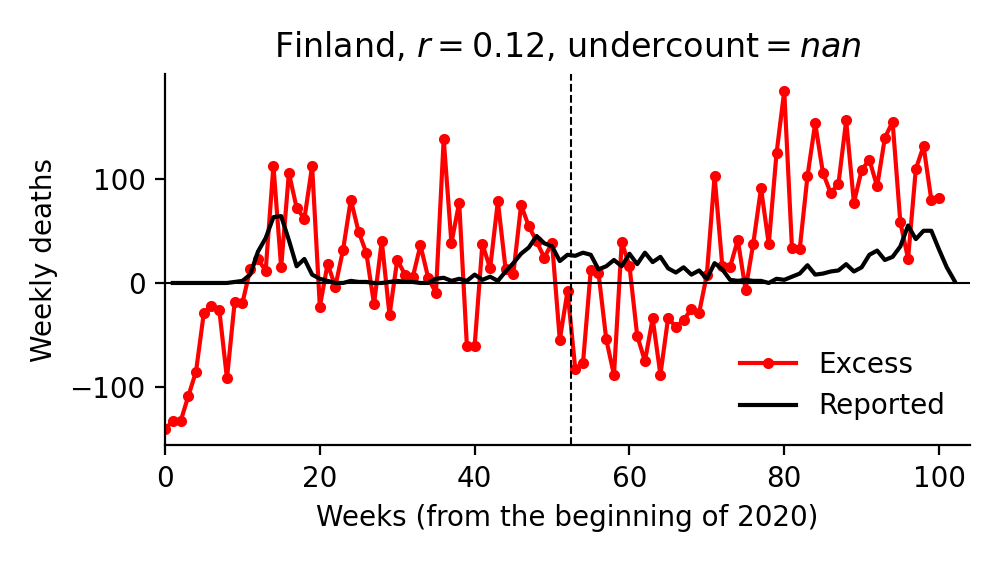 Finland, r = 0.12, undercount = nan
Weekly deaths
100
0
−100
Excess
Reported
0 20 40 60 80 100
Weeks (from the beginning of 2020)